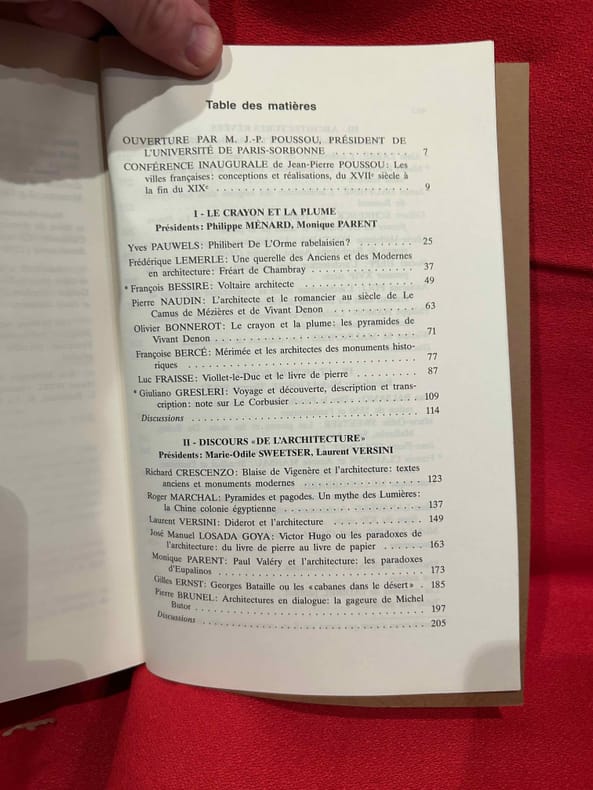 Table des matières
OUVERTURE PAR M. J.-P. POUSSOU, PRÉSIDENT DE
L'UNIVERSITÉ DE PARIS-SORBONNE . . . . . . . . . . . 7
CONFÉRENCE INAUGURALE de Jean-Pierre POUSSOU: Les
villes françaises: conceptions et réalisations, du XVIIe siècle à
la fin du XIXe . . . . . . . . . . . . . . . . . . . . . . . . . . . . 9
I - LE CRAYON ET LA PLUME
Présidents: Philippe MÉNARD, Monique PARENT
Yves PAUWELS: Philibert De L'Orme rabelaisien? . . . . . . . . 25
Frédérique LEMERLE: Une querelle des Anciens et des Modernes
en architecture: Fréart de Chambray . . . . . . . . . . . . . . . 37
* François BESSIRE: Voltaire architecte . . . . . . . . . . . . . . . . . 49
Pierre NAUDIN: L'architecte et le romancier au siècle de Le
Camus de Mézières et de Vivant Denon . . . . . . . . . . . . 63
Olivier BONNEROT: Le crayon et la plume: les pyramides de
Vivant Denon . . . . . . . . . . . . . . . . . . . . . . . . . . . . . 71
Françoise BERCÉ: Mérimée et les architectes des monuments histo-
riques . . . . . . . . . . . . . . . . . . . . . . . . . . . . . . . . . 77
Luc FRAISSE: Viollet-le-Duc et le livre de pierre . . . . . . . . . 87
* Giuliano GRESLERI: Voyage et découverte, description et trans-
cription: note sur Le Corbusier . . . . . . . . . . . . . . . . . . 109
Discussions . . . . . . . . . . . . . . . . . . . . . . . . . . . . . . . . . . 114
II - DISCOURS «DE L'ARCHITECTURE»
Présidents: Marie-Odile SWEETSER, Laurent VERSINI
Richard CRESCENZO: Blaise de Vigenère et l'architecture: textes
anciens et monuments modernes . . . . . . . . . . . . . . . . . 123
Roger MARCHAL: Pyramides et pagodes. Un mythe des Lumières:
la Chine colonie égyptienne . . . . . . . . . . . . . . . . . . . . 137
Laurent VERSINI: Diderot et l'architecture . . . . . . . . . . . . . 149
José Manuel LOSADA GOYA: Victor Hugo ou les paradoxes de
l'architecture: du livre de pierre au livre de papier . . . . . . . 163
Monique PARENT: Paul Valéry et l'architecture: les paradoxes
d'Eupalinos . . . . . . . . . . . . . . . . . . . . . . . . . . . . . . . 173
Gilles ERNST: Georges Bataille ou les «cabanes dans le désert» . 185
Pierre BRUNEL: Architectures en dialogue: la gageure de Michel
Butor . . . . . . . . . . . . . . . . . . . . . . . . . . . . . . . . . . 197
Discussions . . . . . . . . . . . . . . . . . . . . . . . . . . . . . . . . . . 205